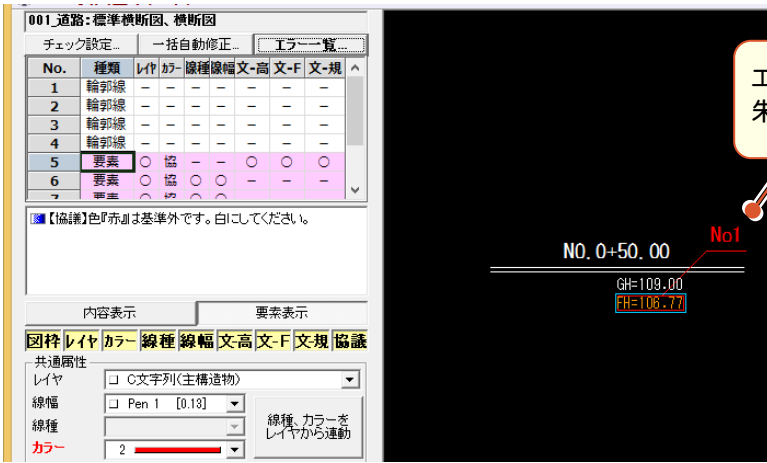 001_道路:標準横断図、横断図
チェック設定... 一括自動修正... エラー一覧...
No. 種類 レイヤ カラー 線種 線幅 文-高 文-F 文-規
1 輪郭線 － － － － － － －
2 輪郭線 － － － － － － －
3 輪郭線 － － － － － － －
4 輪郭線 － － － － － － －
5 要素 ○ 協 － － ○ ○ ○
6 要素 ○ 協 ○ ○ － － －
【協議】色『赤』は基準外です。白にしてください。
内容表示 要素表示
図枠 レイヤ カラー 線種 線幅 文-高 文-F 文-規 協議
共通属性
レイヤ □ C文字列(主構造物)
線幅 □ Pen 1 [0.13]
線種
カラー 2
線種、カラーを
レイヤから連動
朱
No1
NO.0+50.00
GH=109.00
FH=106.77